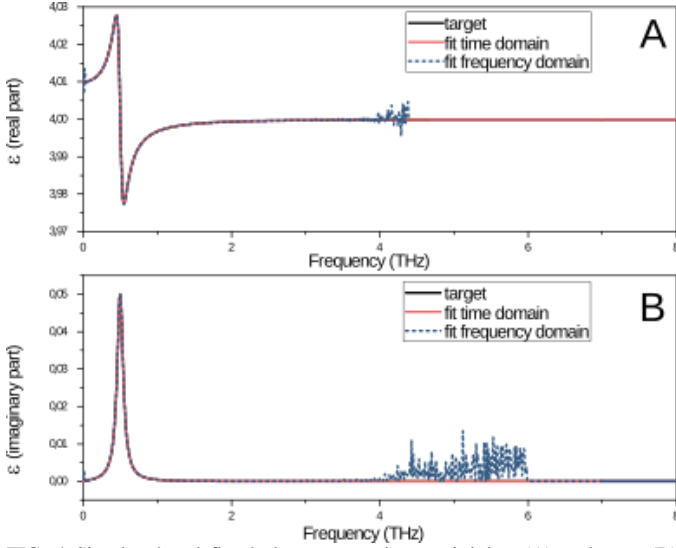 4,03
4,02
4,01
4,00
3,99
3,98
3,97
ε (real part)
target
fit time domain
fit frequency domain
A
0
2
4
6
8
Frequency (THz)
0,05
0,04
0,03
0,02
0,01
0,00
ε (imaginary part)
target
fit time domain
fit frequency domain
B
0
2
4
6
8
Frequency (THz)